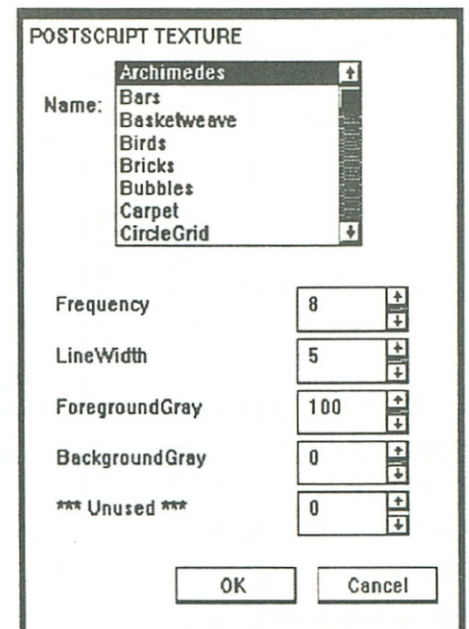 POSTSCRIPT TEXTURE
Name:
Archimedes
Bars
Basketweave
Birds
Bricks
Bubbles
Carpet
CircleGrid
Frequency 8
LineWidth 5
ForegroundGray 100
BackgroundGray 0
*** Unused *** 0
OK Cancel